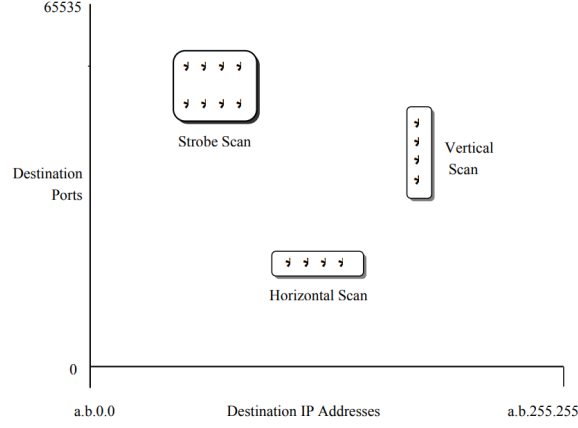 65535
Strobe Scan
Vertical
Scan
Destination
Ports
Horizontal Scan
0
a.b.0.0
Destination IP Addresses
a.b.255.255